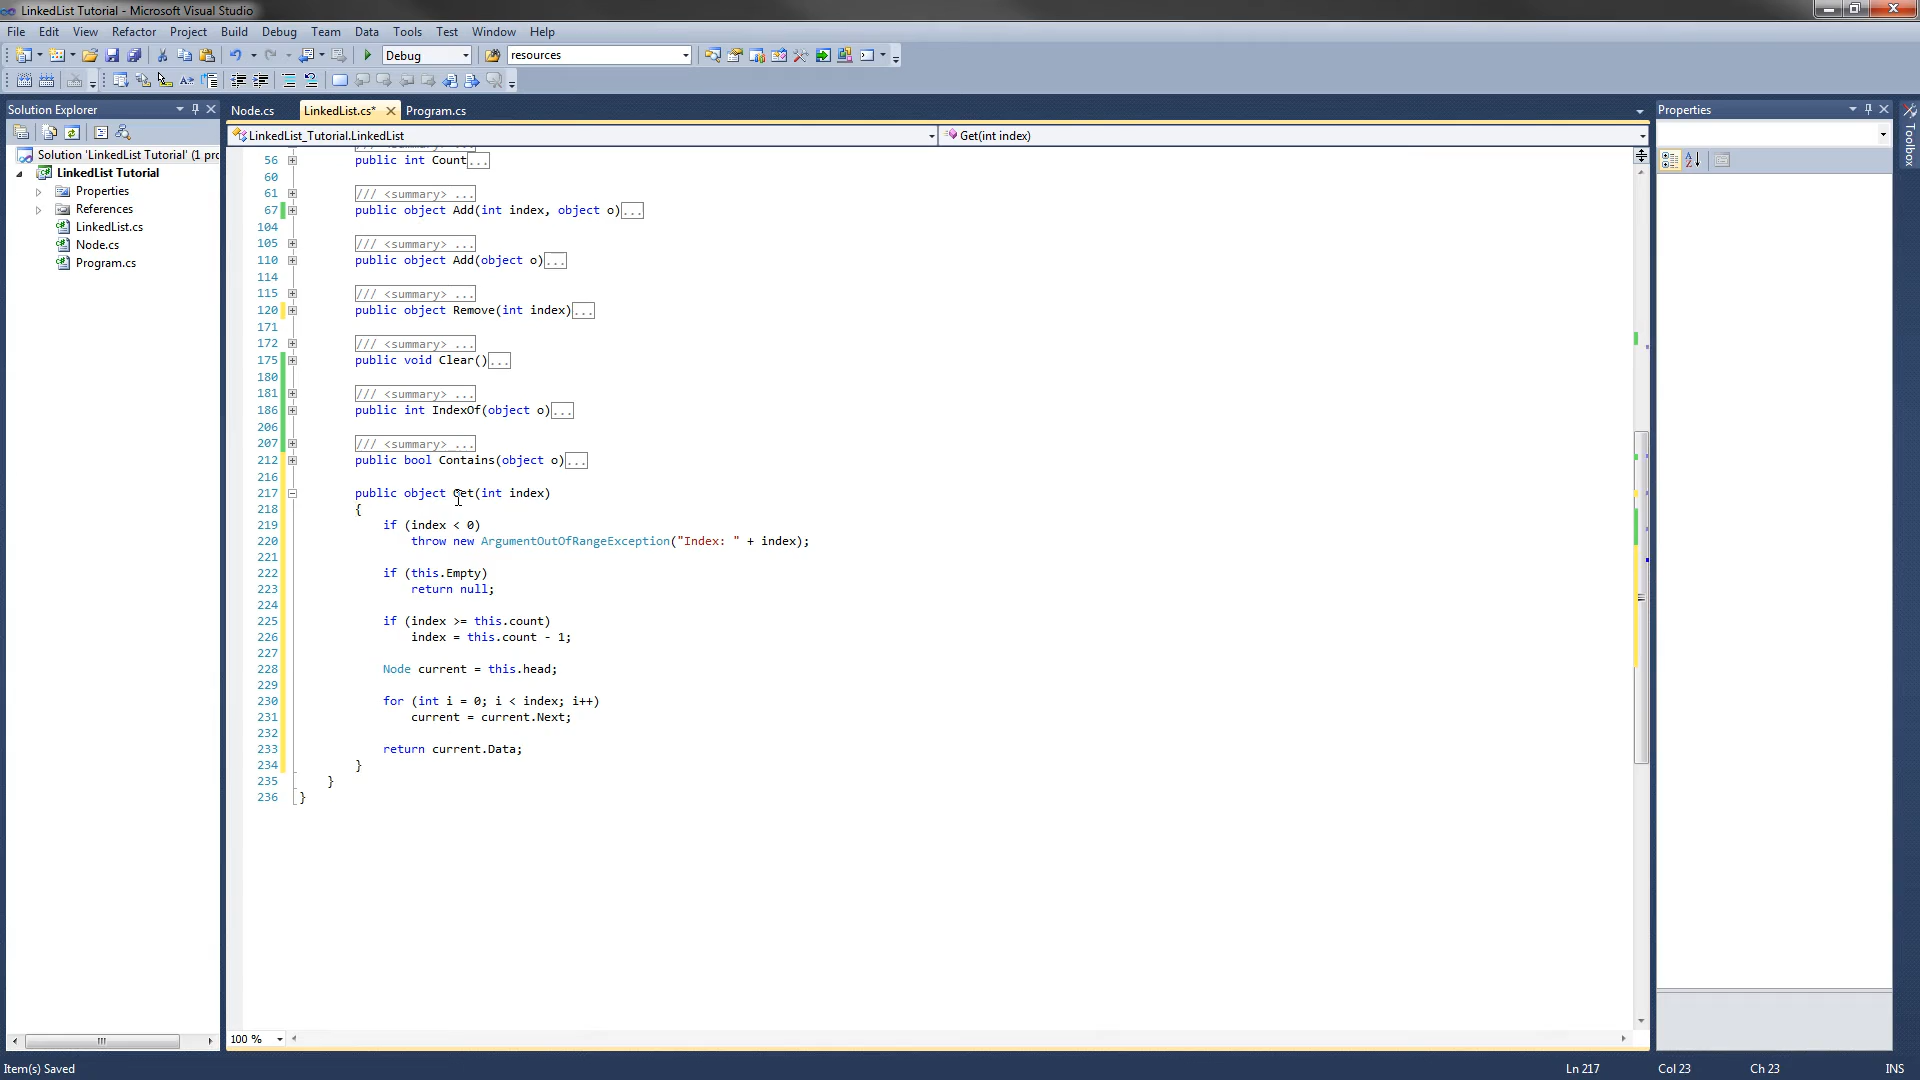 LinkedList Tutorial - Microsoft Visual Studio
File Edit View Refactor Project Build Debug Team Data Tools Test Window Help
Debug resources
Solution Explorer
Solution 'LinkedList Tutorial' (1 pro
LinkedList Tutorial
Properties
References
LinkedList.cs
Node.cs
Program.cs
Node.cs LinkedList.cs* Program.cs
LinkedList_Tutorial.LinkedList Get(int index)
56 public int Count...
60
61 /// <summary> ...
67 public object Add(int index, object o)...
104
105 /// <summary> ...
110 public object Add(object o)...
114
115 /// <summary> ...
120 public object Remove(int index)...
171
172 /// <summary> ...
175 public void Clear()...
180
181 /// <summary> ...
186 public int IndexOf(object o)...
206
207 /// <summary> ...
212 public bool Contains(object o)...
216
217 public object Get(int index)
218 {
219 if (index < 0)
220 throw new ArgumentOutOfRangeException("Index: " + index);
221
222 if (this.Empty)
223 return null;
224
225 if (index >= this.count)
226 index = this.count - 1;
227
228 Node current = this.head;
229
230 for (int i = 0; i < index; i++)
231 current = current.Next;
232
233 return current.Data;
234 }
235 }
236 }
100 %
Properties
Toolbox
Item(s) Saved Ln 217 Col 23 Ch 23 INS